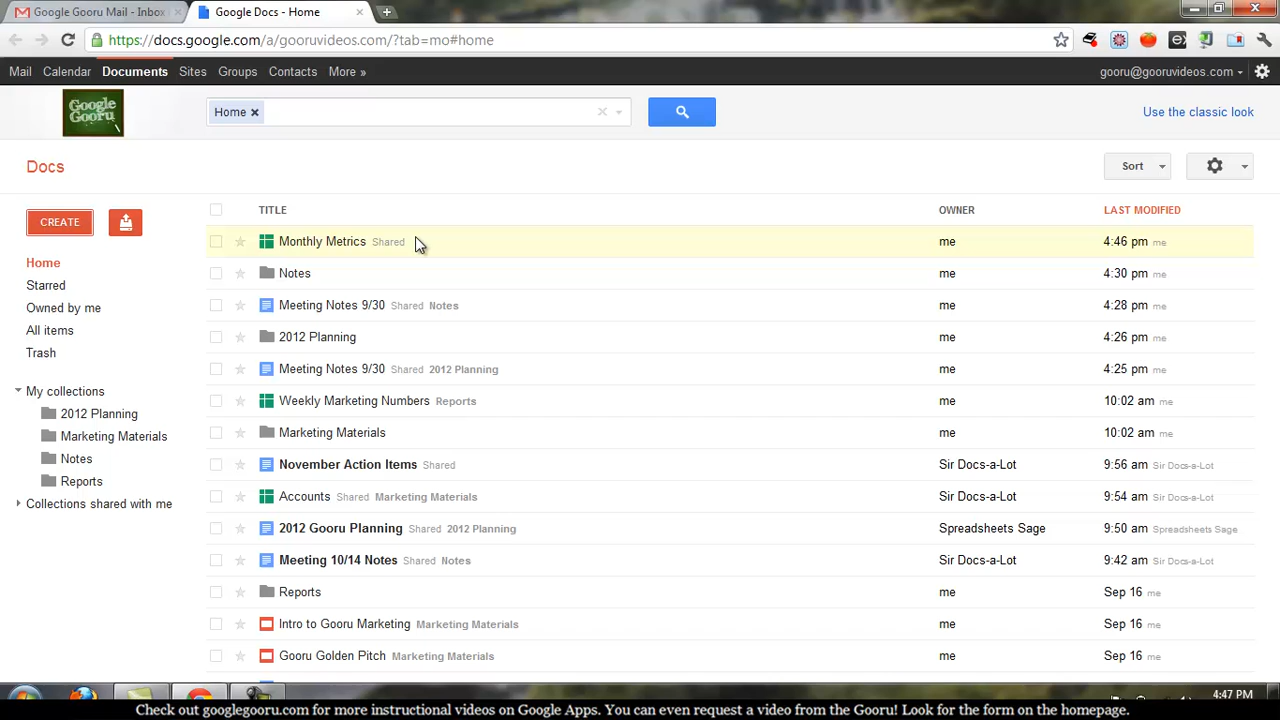 Google Gooru Mail - Inbox
Google Docs - Home
https://docs.google.com/a/gooruvideos.com/?tab=mo#home
Mail Calendar Documents Sites Groups Contacts More »
gooru@gooruvideos.com
Google Gooru
Home
Use the classic look
Docs
Sort
CREATE
Home
Starred
Owned by me
All items
Trash
My collections
2012 Planning
Marketing Materials
Notes
Reports
Collections shared with me
TITLE OWNER LAST MODIFIED
Monthly Metrics Shared me 4:46 pm me
Notes me 4:30 pm me
Meeting Notes 9/30 Shared Notes me 4:28 pm me
2012 Planning me 4:26 pm me
Meeting Notes 9/30 Shared 2012 Planning me 4:25 pm me
Weekly Marketing Numbers Reports me 10:02 am me
Marketing Materials me 10:02 am me
November Action Items Shared Sir Docs-a-Lot 9:56 am Sir Docs-a-Lot
Accounts Shared Marketing Materials Sir Docs-a-Lot 9:54 am Sir Docs-a-Lot
2012 Gooru Planning Shared 2012 Planning Spreadsheets Sage 9:50 am Spreadsheets Sage
Meeting 10/14 Notes Shared Notes Sir Docs-a-Lot 9:42 am Sir Docs-a-Lot
Reports me Sep 16 me
Intro to Gooru Marketing Marketing Materials me Sep 16 me
Gooru Golden Pitch Marketing Materials me Sep 16 me
4:47 PM
Check out googlegooru.com for more instructional videos on Google Apps. You can even request a video from the Gooru! Look for the form on the homepage.